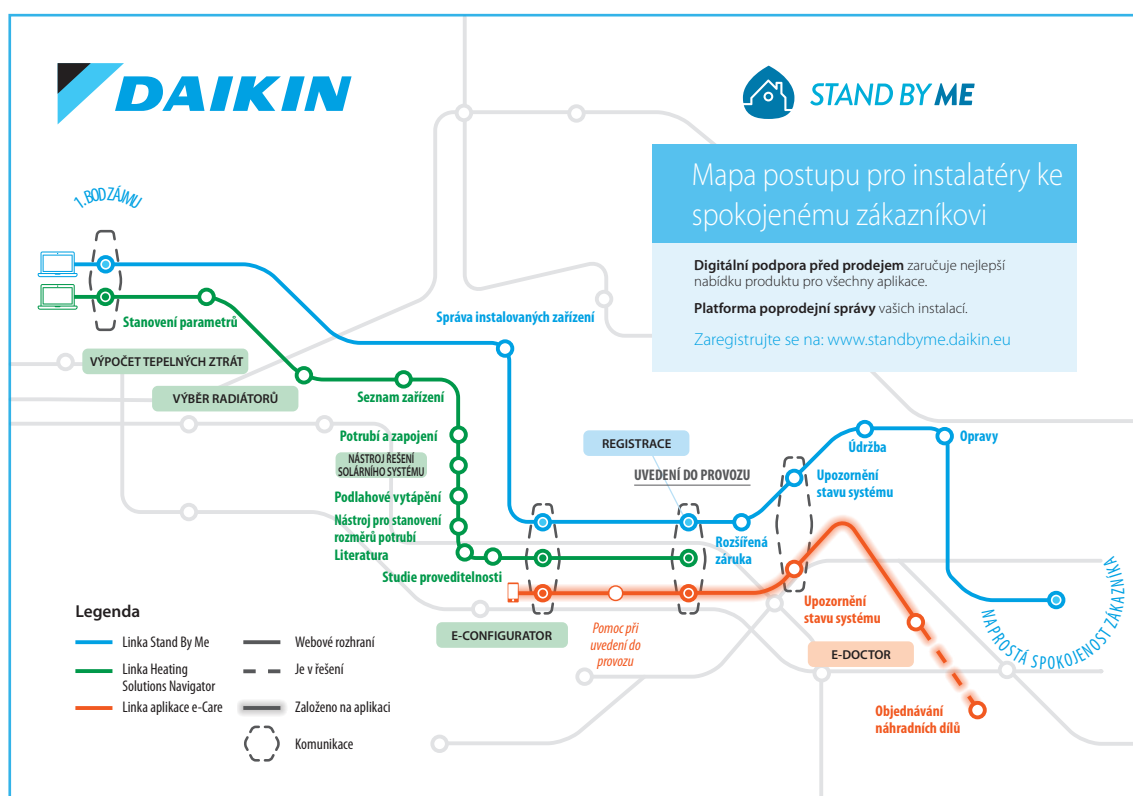 DAIKIN
STAND BY ME
Mapa postupu pro instalatéry ke
spokojenému zákazníkovi
Digitální podpora před prodejem zaručuje nejlepší
nabídku produktu pro všechny aplikace.
Platforma poprodejní správy vašich instalací.
Zaregistrujte se na: www.standbyme.daikin.eu
1. BOD ZÁJMU
Stanovení parametrů
Správa instalovaných zařízení
VÝPOČET TEPELNÝCH ZTRÁT
VÝBĚR RADIÁTORŮ
Seznam zařízení
Potrubí a zapojení
NÁSTROJ ŘEŠENÍ
SOLÁRNÍHO SYSTÉMU
Podlahové vytápění
Nástroj pro stanovení
rozměrů potrubí
Literatura
Studie proveditelnosti
REGISTRACE
UVEDENÍ DO PROVOZU
Rozšířená
záruka
Upozornění
stavu systému
Údržba
Opravy
E-CONFIGURATOR
Pomoc při
uvedení do
provozu
Upozornění
stavu systému
E-DOCTOR
Objednávání
náhradních dílů
NAPROSTÁ SPOKOJENOST ZÁKAZNÍKA
Legenda
Linka Stand By Me
Linka Heating
Solutions Navigator
Linka aplikace e-Care
Webové rozhraní
Je v řešení
Založeno na aplikaci
Komunikace